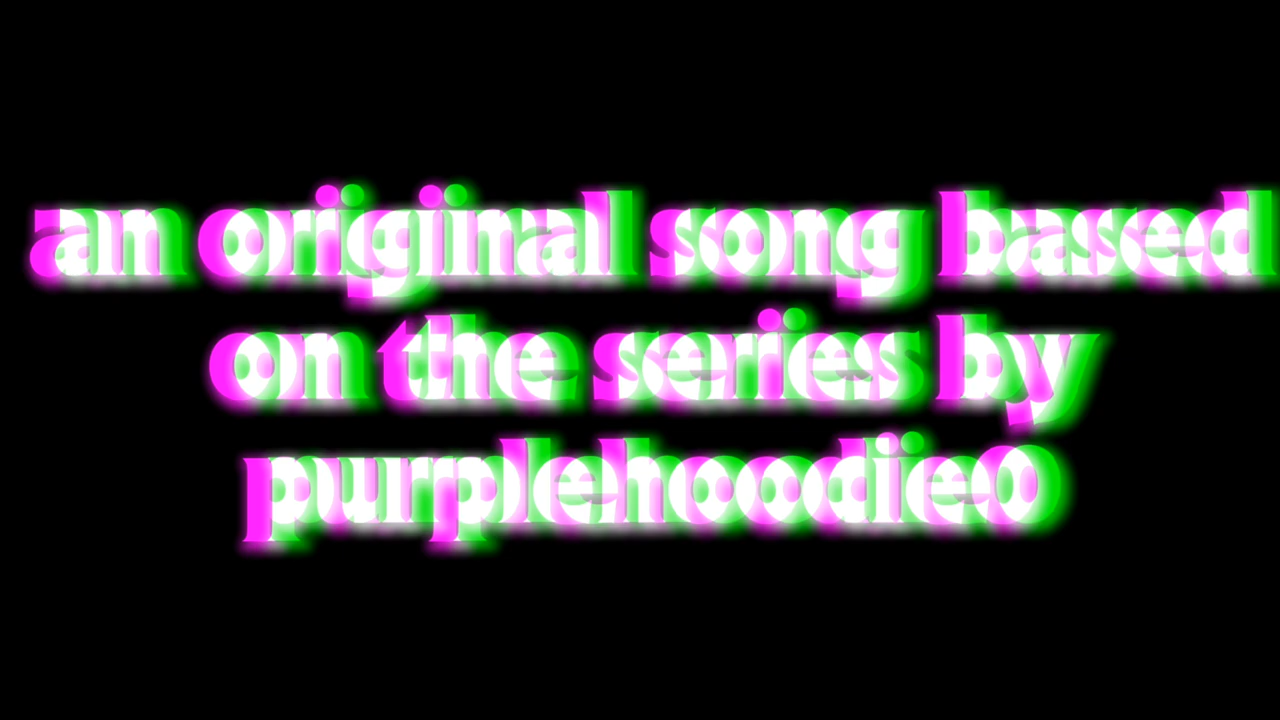 an original song based
on the series by
purplehoodie0